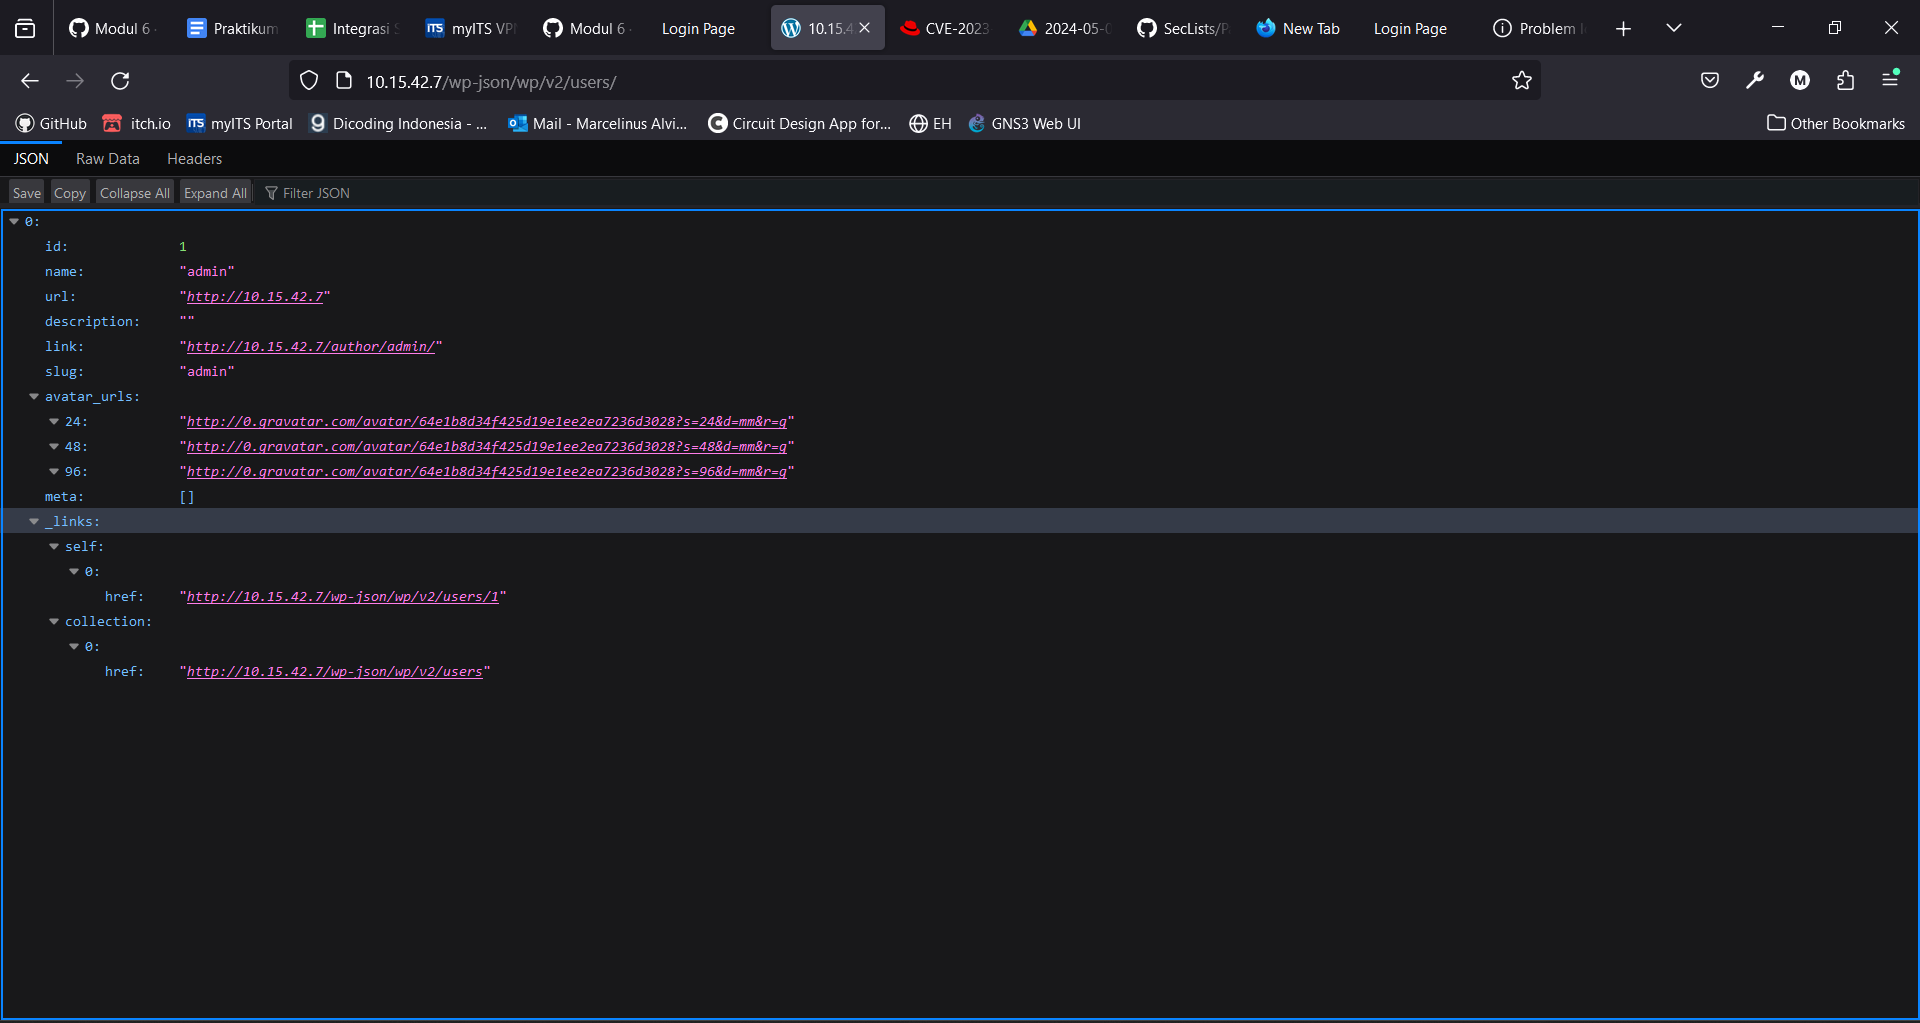 Modul 6
Praktikum
Integrasi S
myITS VPN
Modul 6
Login Page
10.15.4
CVE-2023
2024-05-0
SecLists/P
New Tab
Login Page
Problem l
10.15.42.7/wp-json/wp/v2/users/
GitHub
itch.io
myITS Portal
Dicoding Indonesia - ...
Mail - Marcelinus Alvi...
Circuit Design App for...
EH
GNS3 Web UI
Other Bookmarks
JSON Raw Data Headers
Save Copy Collapse All Expand All Filter JSON
0:
id: 1
name: "admin"
url: "http://10.15.42.7"
description: ""
link: "http://10.15.42.7/author/admin/"
slug: "admin"
avatar_urls:
24: "http://0.gravatar.com/avatar/64e1b8d34f425d19e1ee2ea7236d3028?s=24&d=mm&r=g"
48: "http://0.gravatar.com/avatar/64e1b8d34f425d19e1ee2ea7236d3028?s=48&d=mm&r=g"
96: "http://0.gravatar.com/avatar/64e1b8d34f425d19e1ee2ea7236d3028?s=96&d=mm&r=g"
meta: []
_links:
self:
0:
href: "http://10.15.42.7/wp-json/wp/v2/users/1"
collection:
0:
href: "http://10.15.42.7/wp-json/wp/v2/users"